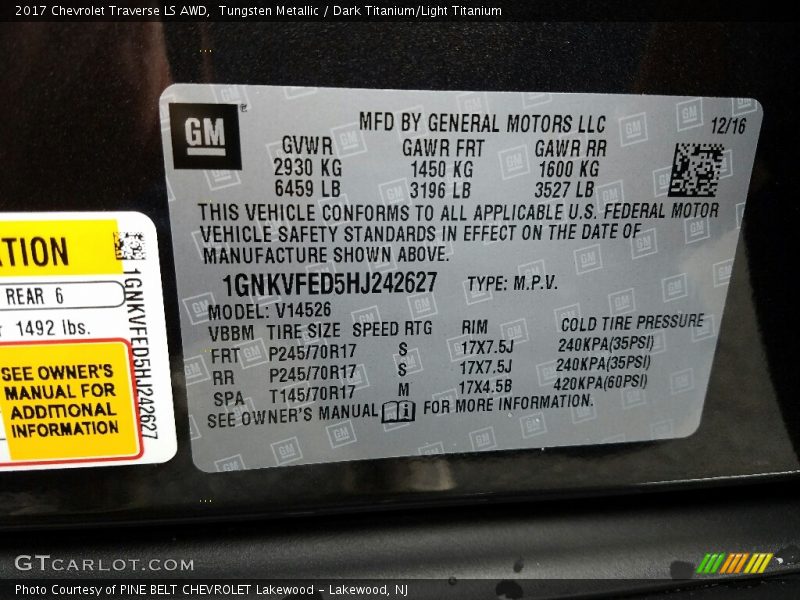 2017 Chevrolet Traverse LS AWD,  Tungsten Metallic / Dark Titanium/Light Titanium
GM
MFD BY GENERAL MOTORS LLC 12/16
GVWR GAWR FRT GAWR RR
2930 KG 1450 KG 1600 KG
6459 LB 3196 LB 3527 LB
THIS VEHICLE CONFORMS TO ALL APPLICABLE U.S. FEDERAL MOTOR
VEHICLE SAFETY STANDARDS IN EFFECT ON THE DATE OF
MANUFACTURE SHOWN ABOVE.
1GNKVFED5HJ242627 TYPE: M.P.V.
MODEL: V14526
VBBM TIRE SIZE SPEED RTG RIM COLD TIRE PRESSURE
FRT P245/70R17 S 17X7.5J 240KPA(35PSI)
RR P245/70R17 S 17X7.5J 240KPA(35PSI)
SPA T145/70R17 M 17X4.5B 420KPA(60PSI)
SEE OWNER'S MANUAL FOR MORE INFORMATION.
ATION
REAR 6
1492 lbs.
SEE OWNER'S
MANUAL FOR
ADDITIONAL
INFORMATION
1GNKVFED5HJ242627
GTCARLOT.COM
Photo Courtesy of PINE BELT CHEVROLET Lakewood - Lakewood, NJ